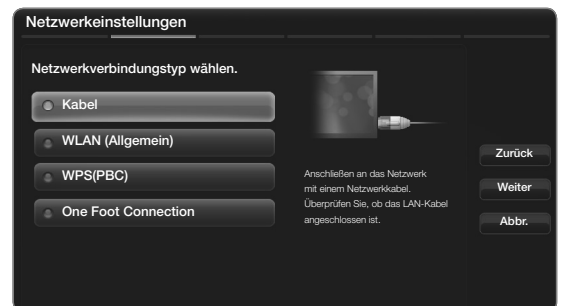 Netzwerkeinstellungen
Netzwerkverbindungstyp wählen.
Kabel
WLAN (Allgemein)
WPS(PBC)
One Foot Connection
Anschließen an das Netzwerk
mit einem Netzwerkkabel.
Überprüfen Sie, ob das LAN-Kabel
angeschlossen ist.
Zurück
Weiter
Abbr.